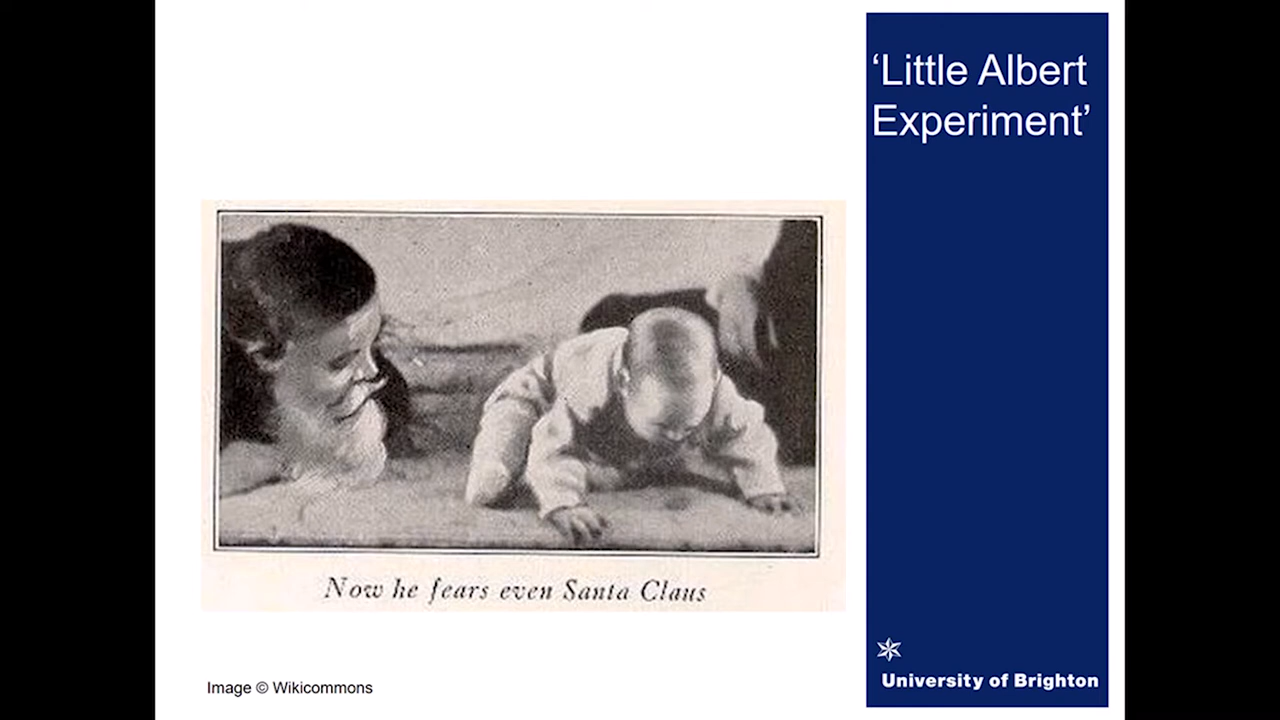 ‘Little Albert
Experiment’
Now he fears even Santa Claus
Image © Wikicommons
University of Brighton